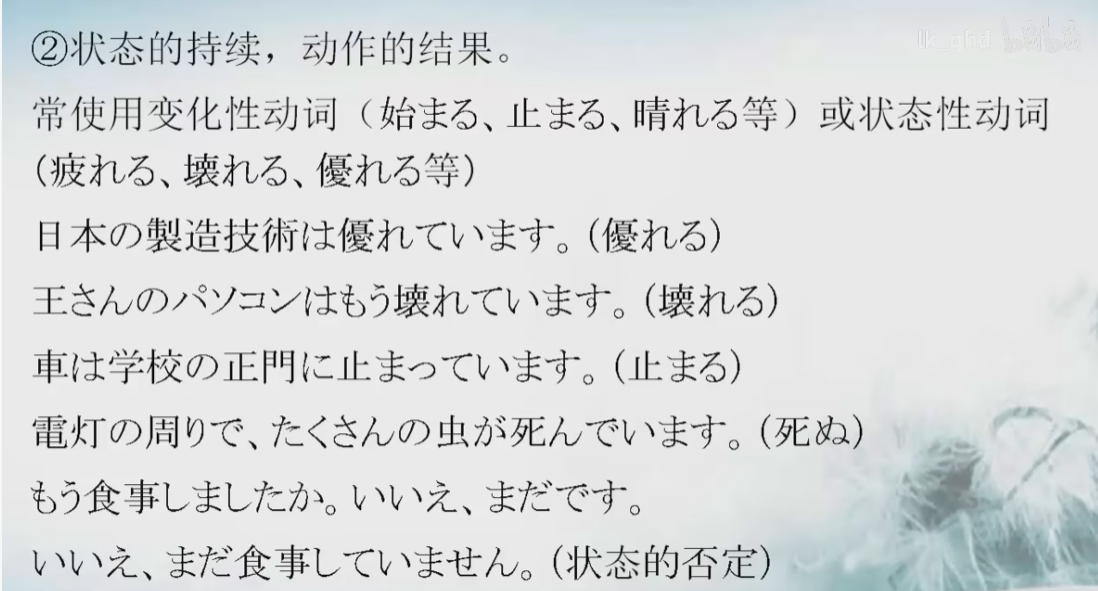 ②状态的持续，动作的结果。
常使用变化性动词（始まる、止まる、晴れる等）或状态性动词
(疲れる、壊れる、優れる等)
日本の製造技術は優れています。(優れる)
王さんのパソコンはもう壊れています。(壊れる)
車は学校の正門に止まっています。(止まる)
電灯の周りで、たくさんの虫が死んでいます。(死ぬ)
もう食事しましたか。いいえ、まだです。
いいえ、まだ食事していません。(状态的否定)